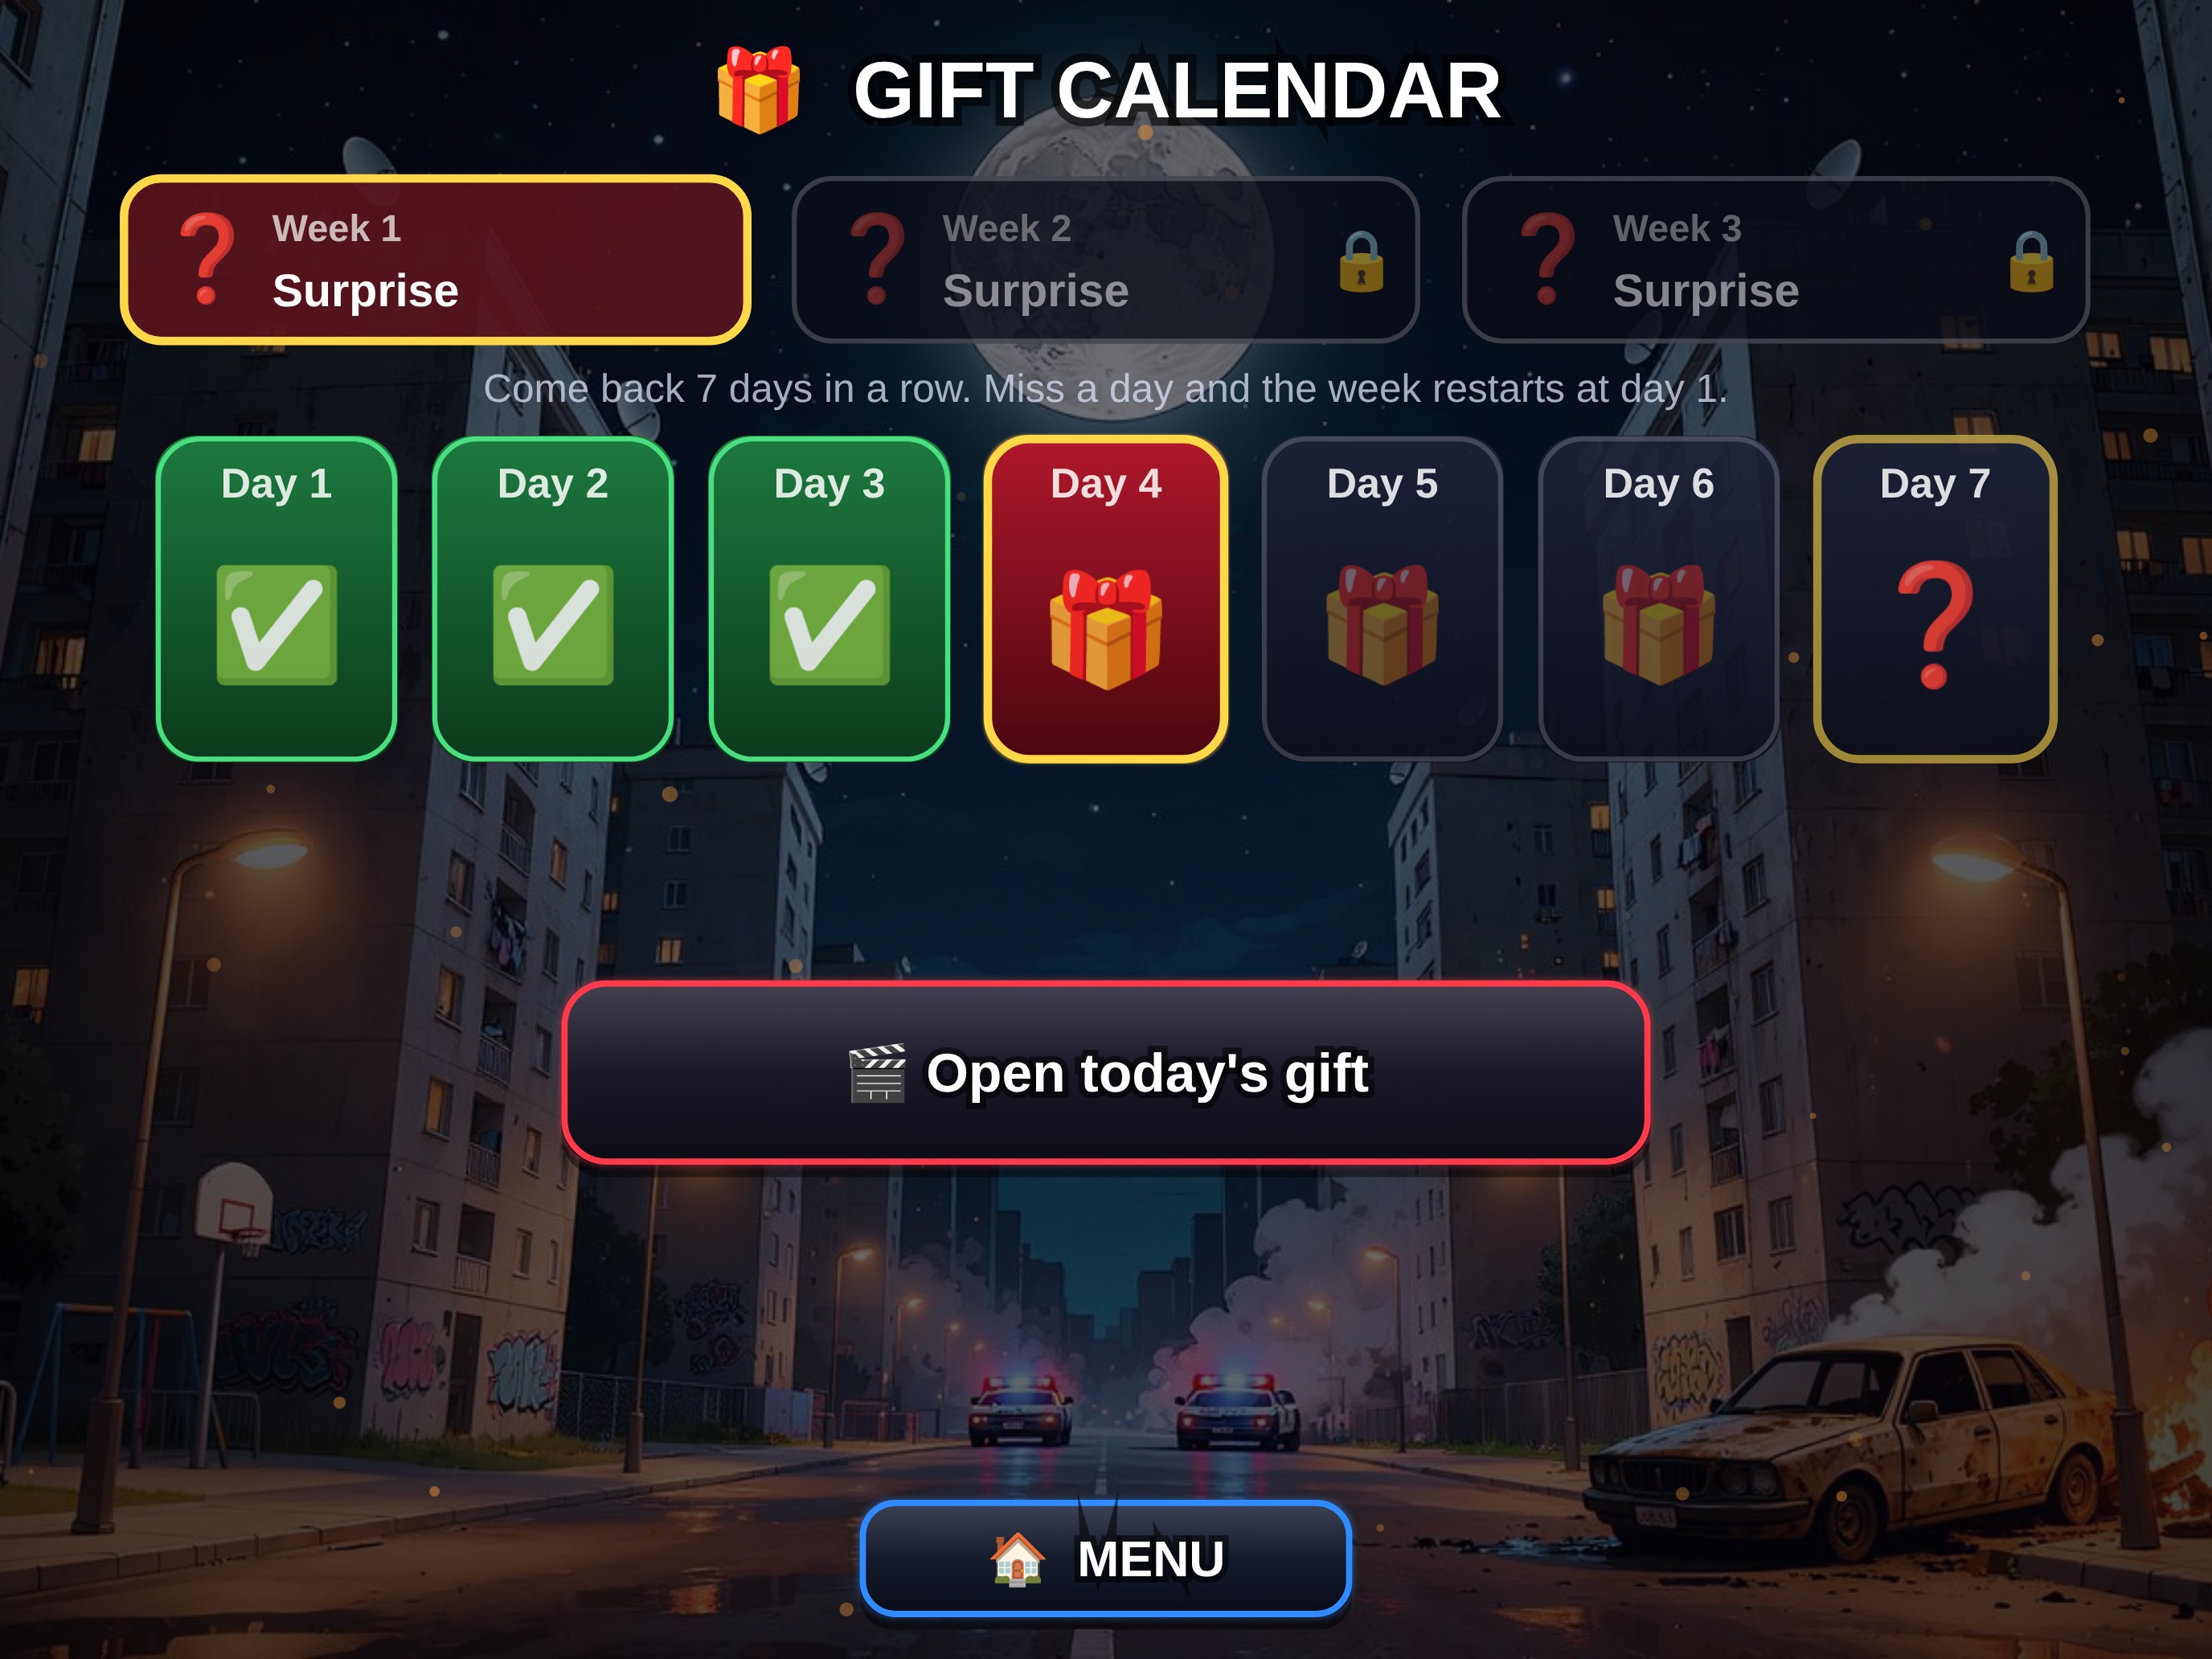 GIFT CALENDAR
Week 1
Surprise
Week 2
Surprise
Week 3
Surprise
Come back 7 days in a row. Miss a day and the week restarts at day 1.
Day 1
Day 2
Day 3
Day 4
Day 5
Day 6
Day 7
Open today's gift
MENU